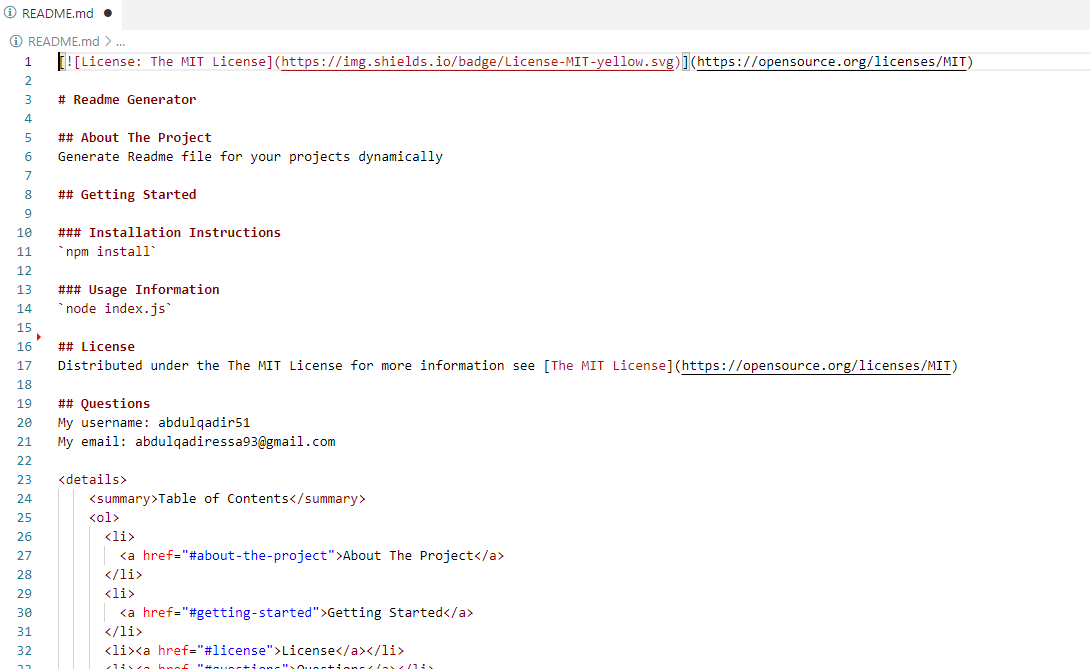 README.md
README.md > ...
1 [![License: The MIT License](https://img.shields.io/badge/License-MIT-yellow.svg)](https://opensource.org/licenses/MIT)
2
3 # Readme Generator
4
5 ## About The Project
6 Generate Readme file for your projects dynamically
7
8 ## Getting Started
9
10 ### Installation Instructions
11 `npm install`
12
13 ### Usage Information
14 `node index.js`
15
16 ## License
17 Distributed under the The MIT License for more information see [The MIT License](https://opensource.org/licenses/MIT)
18
19 ## Questions
20 My username: abdulqadir51
21 My email: abdulqadiressa93@gmail.com
22
23 <details>
24 <summary>Table of Contents</summary>
25 <ol>
26 <li>
27 <a href="#about-the-project">About The Project</a>
28 </li>
29 <li>
30 <a href="#getting-started">Getting Started</a>
31 </li>
32 <li><a href="#license">License</a></li>
33 <li><a href="#questions">Questions</a></li>